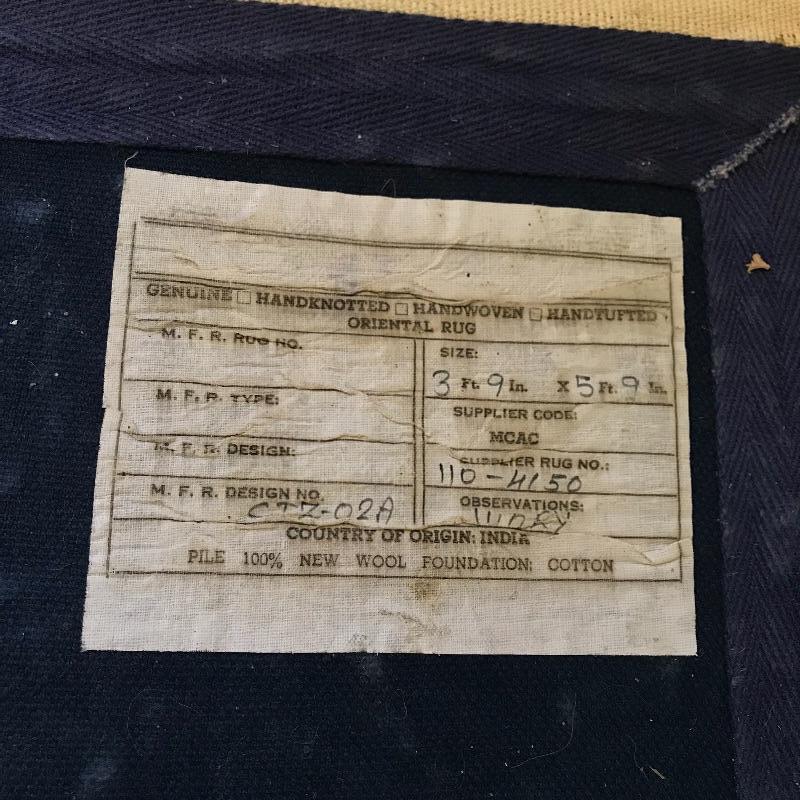 GENUINE □ HANDKNOTTED □ HANDWOVEN □ HANDTUFTED
ORIENTAL RUG
M. F. R. RUG NO.
M. F. R. TYPE:
M. F. R. DESIGN:
M. F. R. DESIGN NO.
CTZ-02A
SIZE:
3 Ft. 9 In. X 5 Ft. 9 In.
SUPPLIER CODE:
MCAC
SUPPLIER RUG NO.:
110-4150
OBSERVATIONS:
COUNTRY OF ORIGIN: INDIA
PILE 100% NEW WOOL FOUNDATION: COTTON